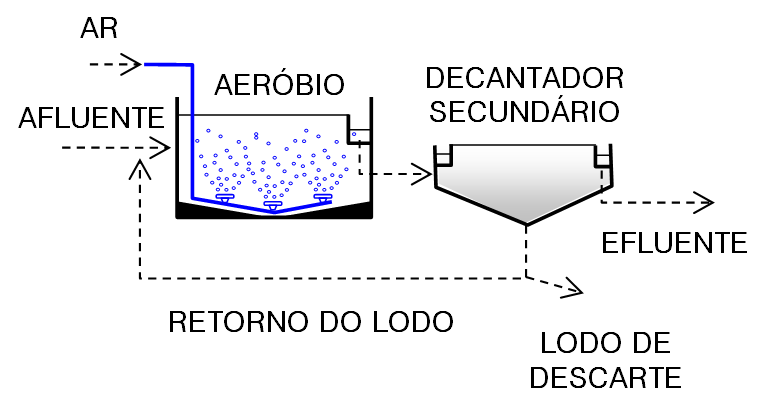 AR
AERÓBIO
DECANTADOR
SECUNDÁRIO
AFLUENTE
EFLUENTE
RETORNO DO LODO
LODO DE
DESCARTE